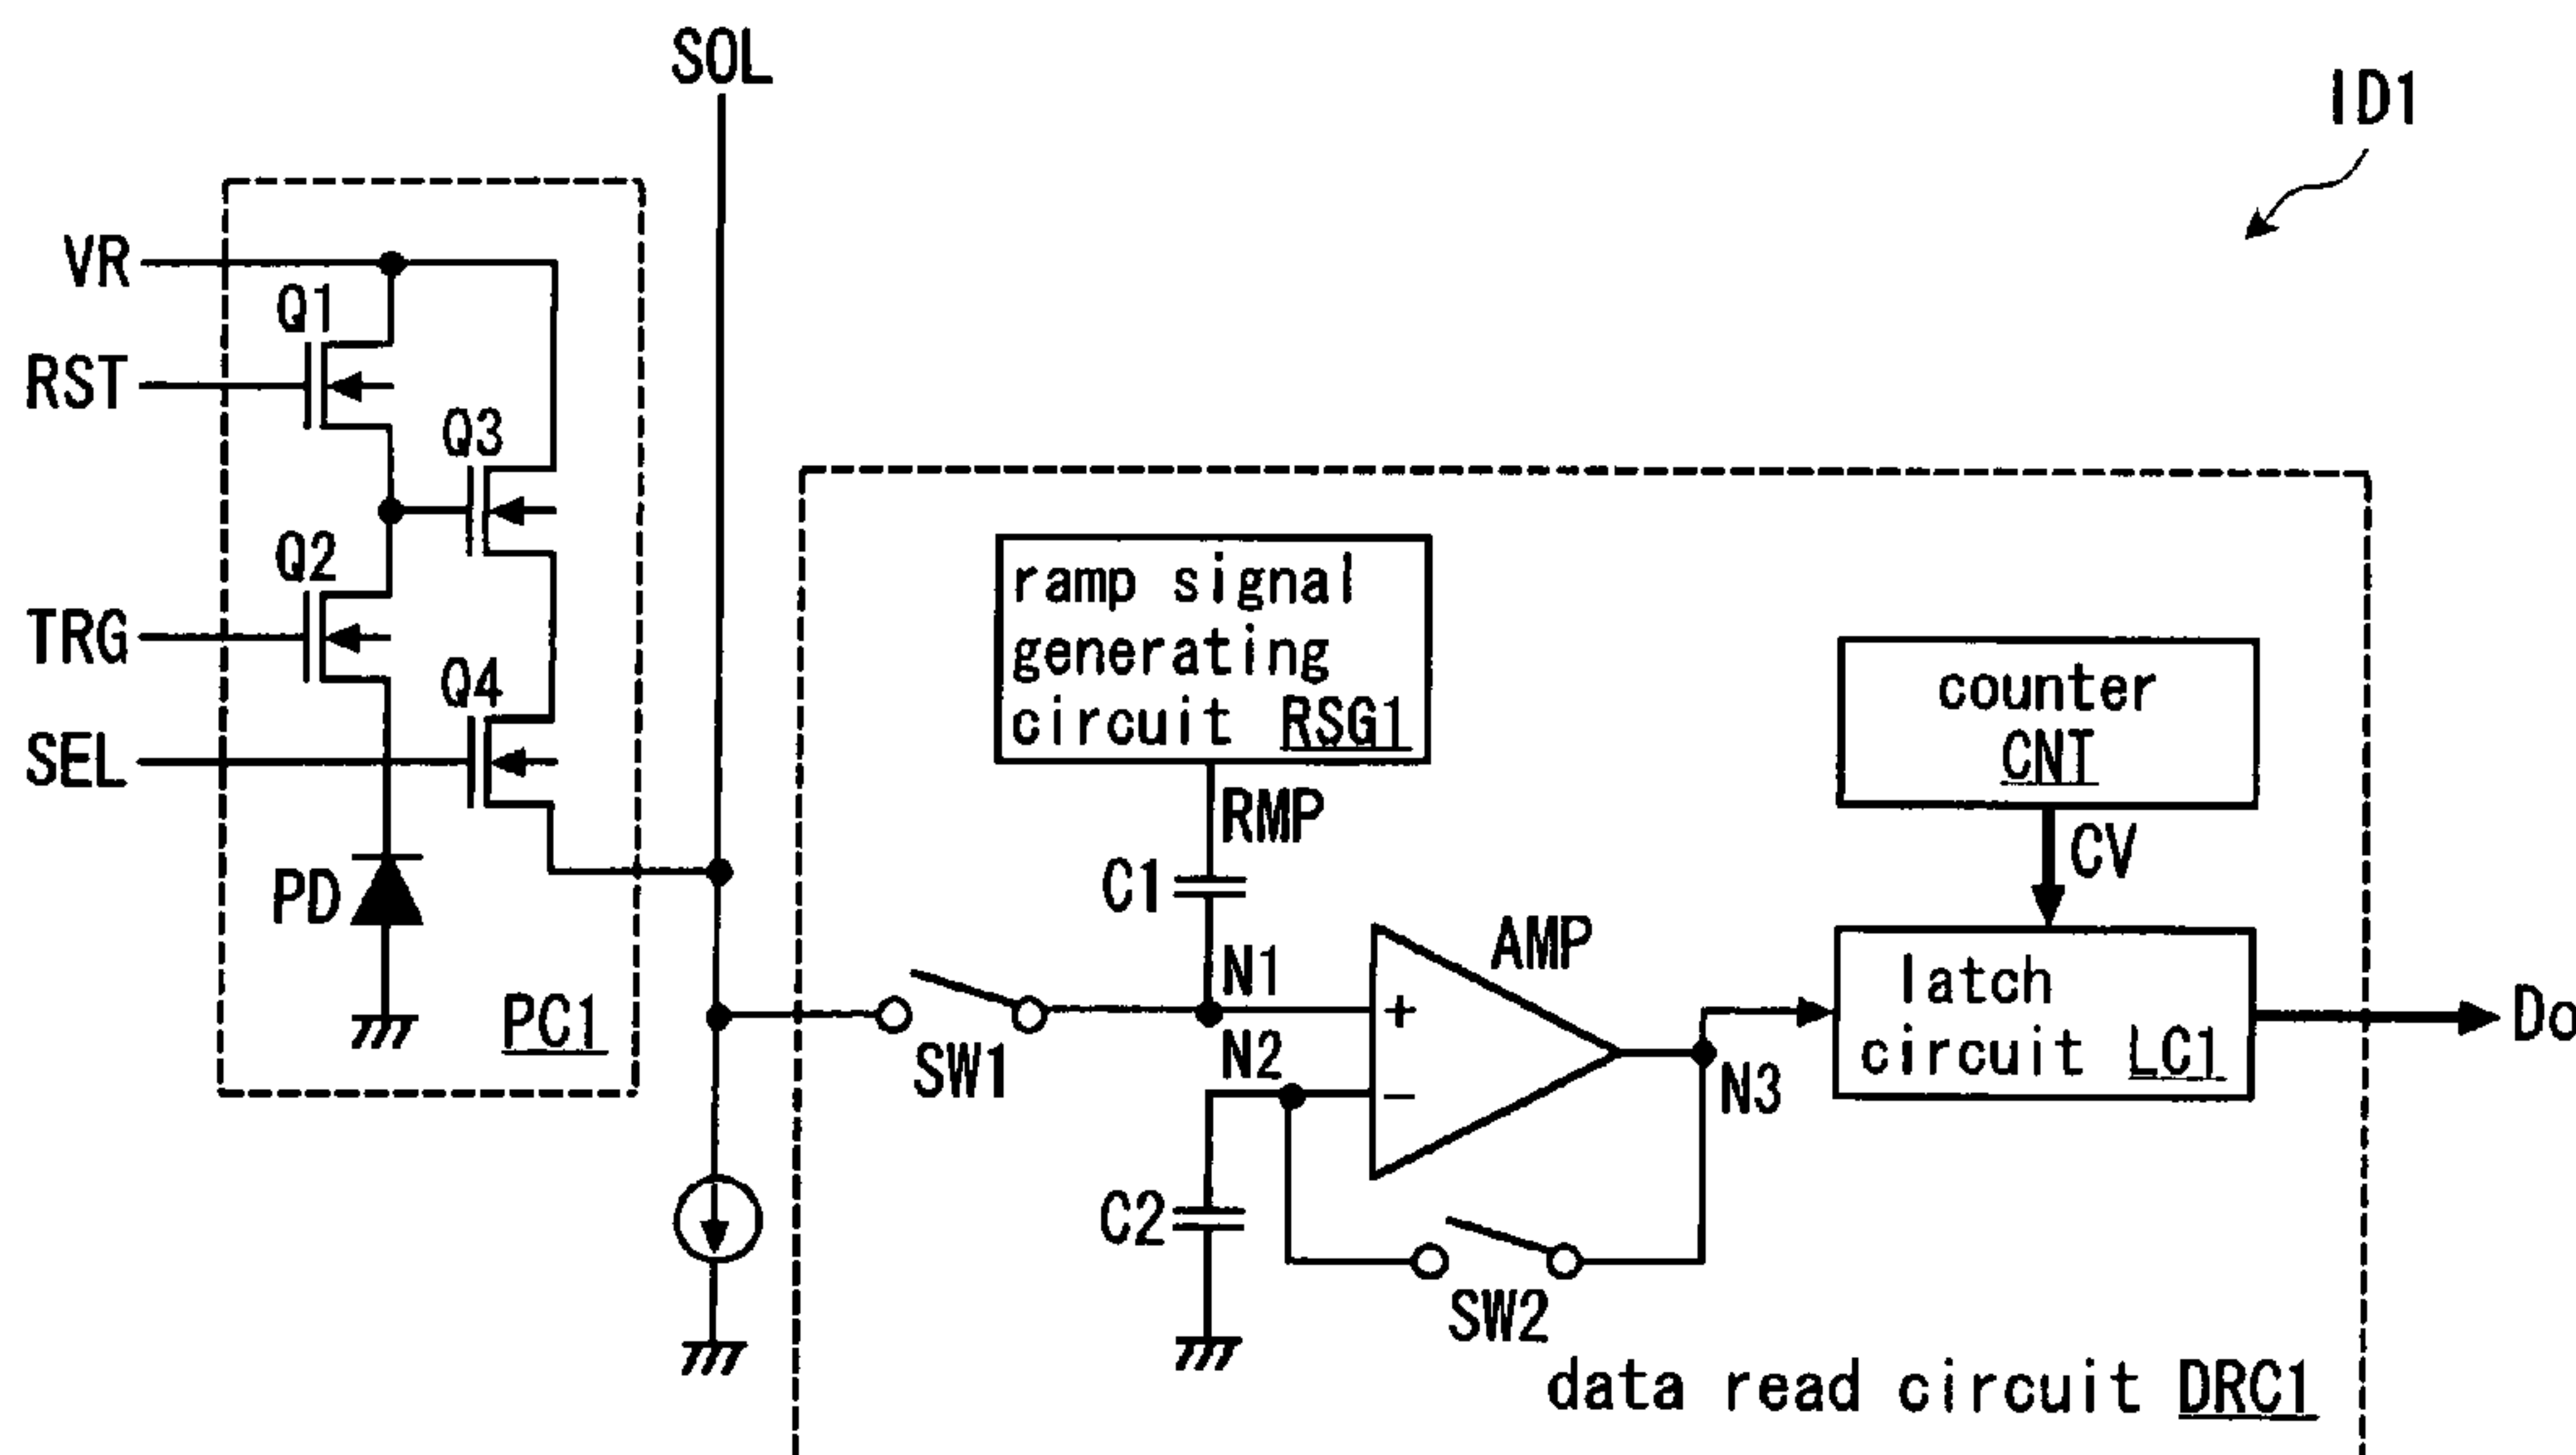 SOL
ID1
VR
Q1
RST
Q3
Q2
TRG
Q4
SEL
PD
PC1
ramp signal
generating
circuit RSG1
RMP
C1
counter
CNT
CV
N1
AMP
+
N2
-
SW1
latch
circuit LC1
Do
N3
C2
SW2
data read circuit DRC1